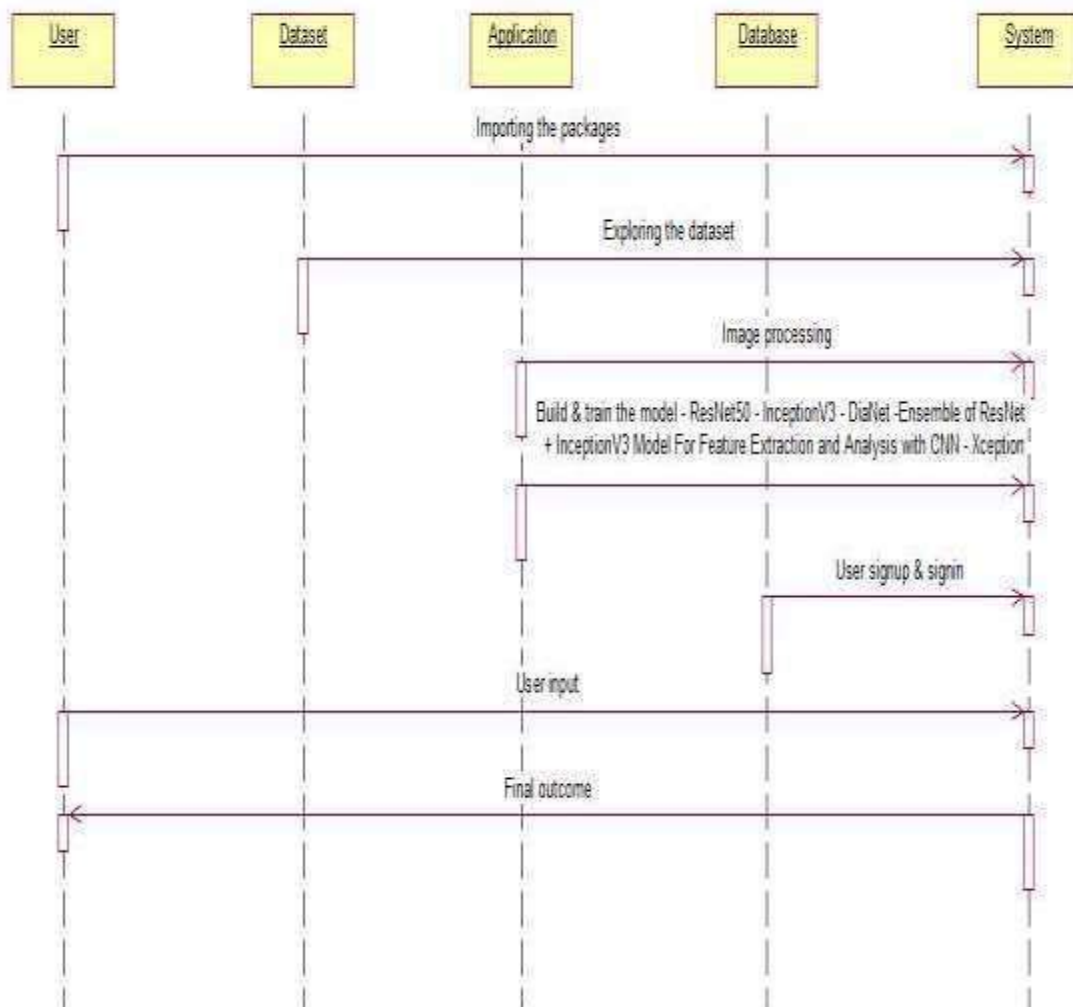 User
Dataset
Application
Database
System
Importing the packages
Exploring the dataset
Image processing
Build & train the model - ResNet50 - InceptionV3 - DiaNet -Ensemble of ResNet
+ InceptionV3 Model For Feature Extraction and Analysis with CNN - Xception
User signup & signin
User input
Final outcome